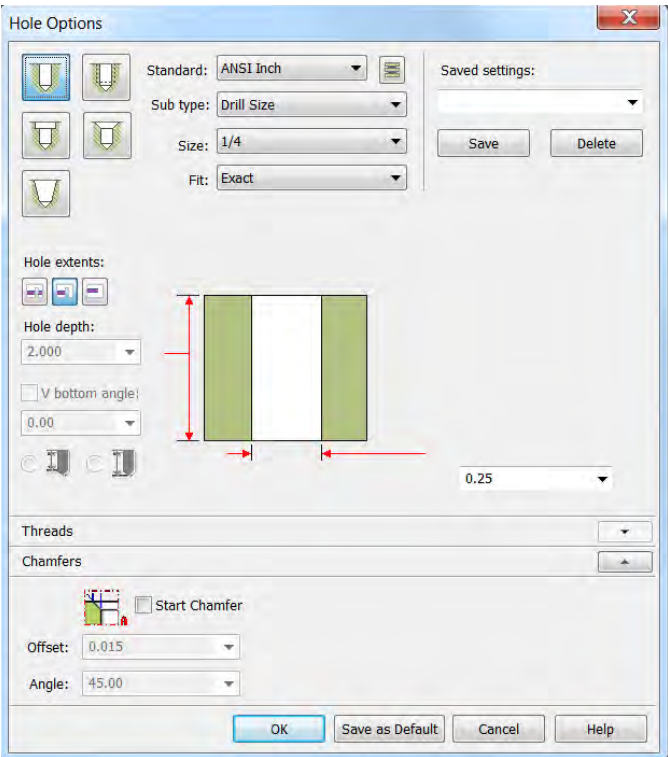 Hole Options
Standard: ANSI Inch
Saved settings:
Sub type: Drill Size
Size: 1/4
Save Delete
Fit: Exact
Hole extents:
Hole depth:
2.000
V bottom angle:
0.00
0.25
Threads
Chamfers
Start Chamfer
Offset: 0.015
Angle: 45.00
OK Save as Default Cancel Help